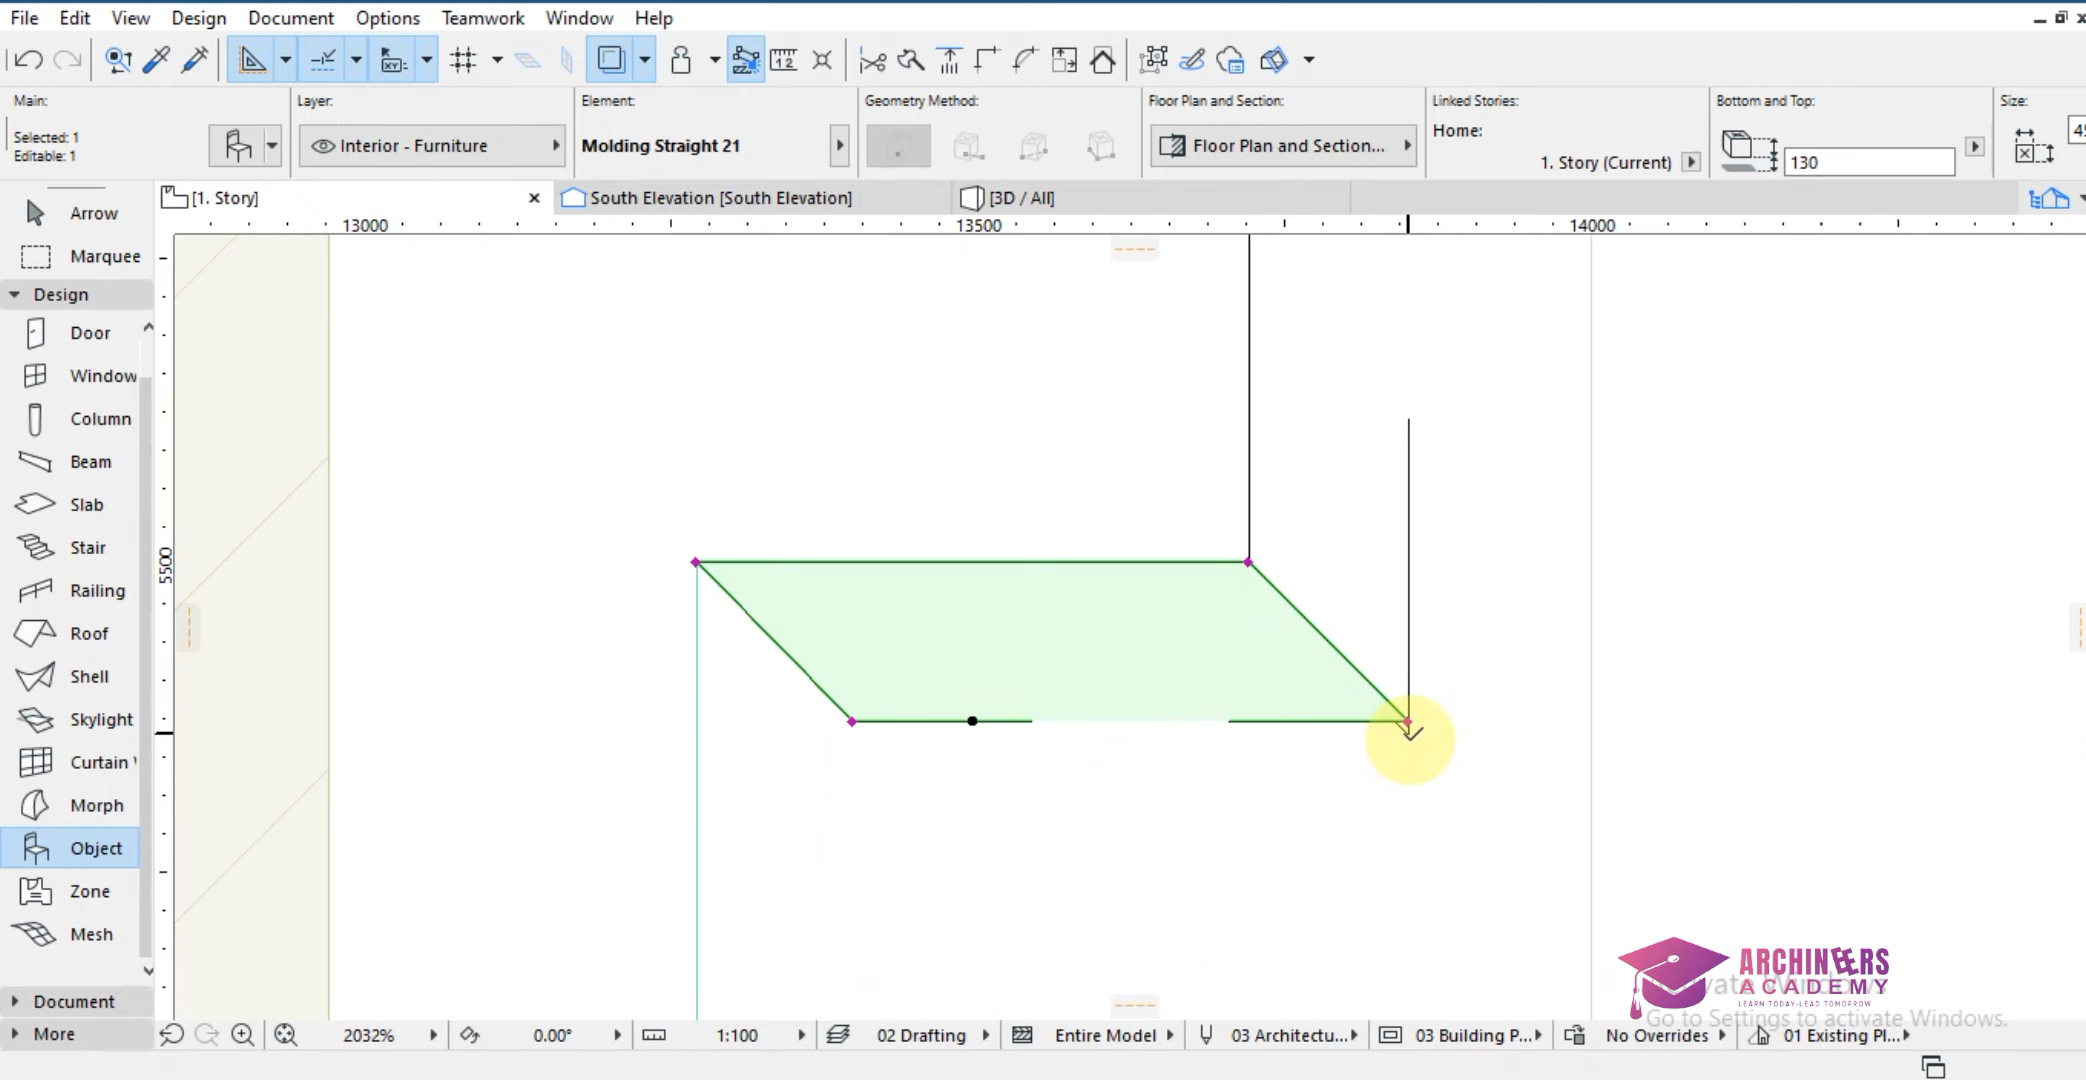 File Edit View Design Document Options Teamwork Window Help
Main: Layer: Element: Geometry Method: Floor Plan and Section: Linked Stories: Bottom and Top: Size:
Selected: 1
Editable: 1
Interior - Furniture
Molding Straight 21
Floor Plan and Section...
Home:
1. Story (Current)
130
[1. Story]
South Elevation [South Elevation]
[3D / All]
13000 13500 14000
5500
Arrow
Marquee
Design
Door
Window
Column
Beam
Slab
Stair
Railing
Roof
Shell
Skylight
Curtain
Morph
Object
Zone
Mesh
Document
More
ARCHINEERS
ACADEMY
LEARN TODAY-LEAD TOMORROW
Go to Settings to activate Windows.
2032% 0.00° 1:100 02 Drafting Entire Model 03 Architectu... 03 Building P... No Overrides 01 Existing Pl...